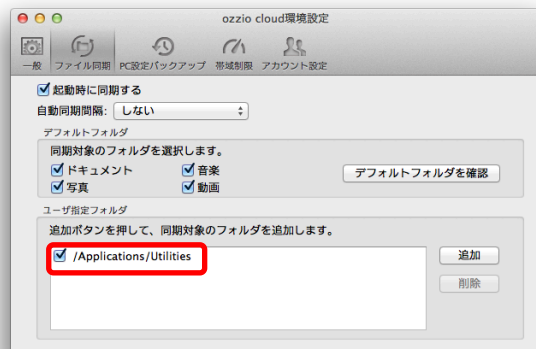 ozzio cloud環境設定
一般 ファイル同期 PC設定バックアップ 帯域制限 アカウント設定
起動時に同期する
自動同期間隔: しない
デフォルトフォルダ
同期対象のフォルダを選択します。
ドキュメント 音楽
デフォルトフォルダを確認
写真 動画
ユーザ指定フォルダ
追加ボタンを押して、同期対象のフォルダを追加します。
/Applications/Utilities
追加
削除